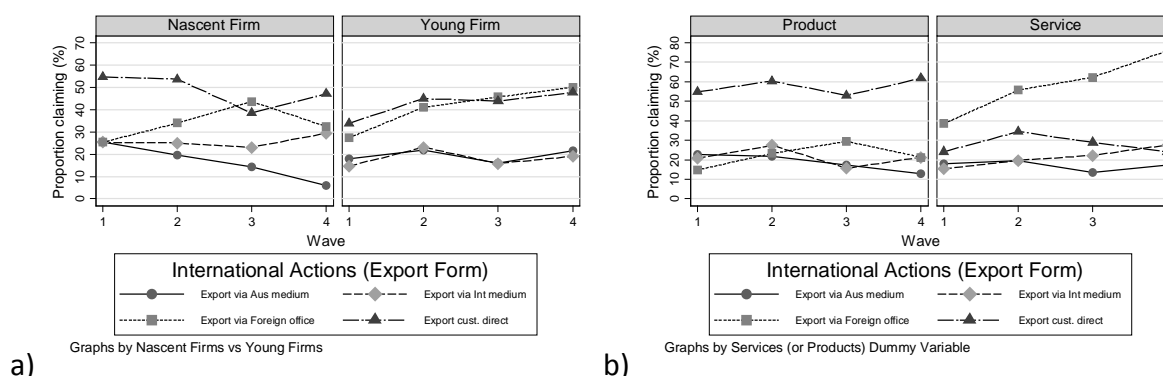 Nascent Firm
Young Firm
Proportion claiming (%)
0 10 20 30 40 50 60 70
1 2 3 4
1 2 3 4
Wave
International Actions (Export Form)
Export via Aus medium
Export via Int medium
Export via Foreign office
Export cust. direct
Graphs by Nascent Firms vs Young Firms
a)
Product
Service
Proportion claiming (%)
0 10 20 30 40 50 60 70 80
1 2 3 4
1 2 3
Wave
International Actions (Export Form)
Export via Aus medium
Export via Int medium
Export via Foreign office
Export cust. direct
Graphs by Services (or Products) Dummy Variable
b)